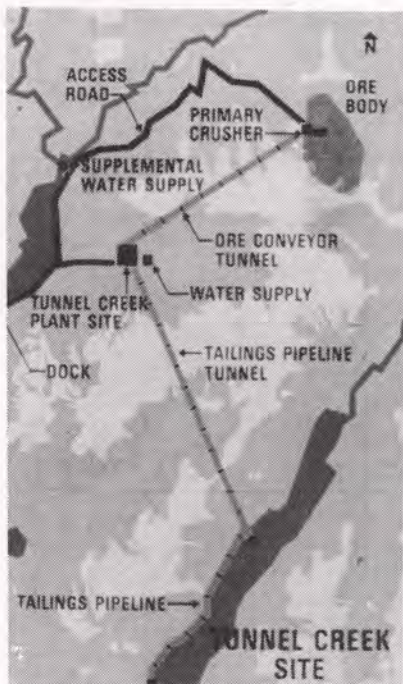 N
ACCESS
ROAD
ORE
BODY
PRIMARY
CRUSHER
SUPPLEMENTAL
WATER SUPPLY
ORE CONVEYOR
TUNNEL
WATER SUPPLY
TUNNEL CREEK
PLANT SITE
TAILINGS PIPELINE
TUNNEL
DOCK
TAILINGS PIPELINE
TUNNEL CREEK
SITE